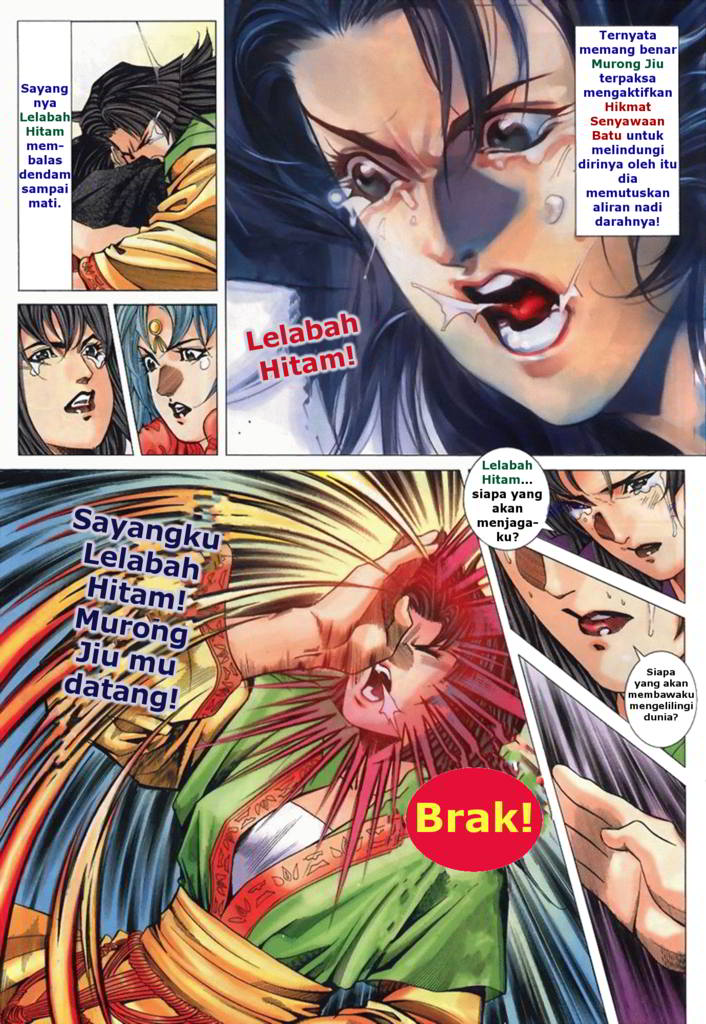 Sayang
nya
Lelabah
Hitam
mem-
balas
dendam
sampai
mati.
Ternyata
memang benar
Murong Jiu
terpaksa
mengaktifkan
Hikmat
Senyawaan
Batu untuk
melindungi
dirinya oleh itu
dia
memutuskan
aliran nadi
darahnya!
Lelabah
Hitam!
Lelabah
Hitam...
siapa yang
akan
menjaga-
ku?
Siapa
yang akan
membawaku
mengelilingi
dunia?
Sayangku
Lelabah
Hitam!
Murong
Jiu mu
datang!
Brak!